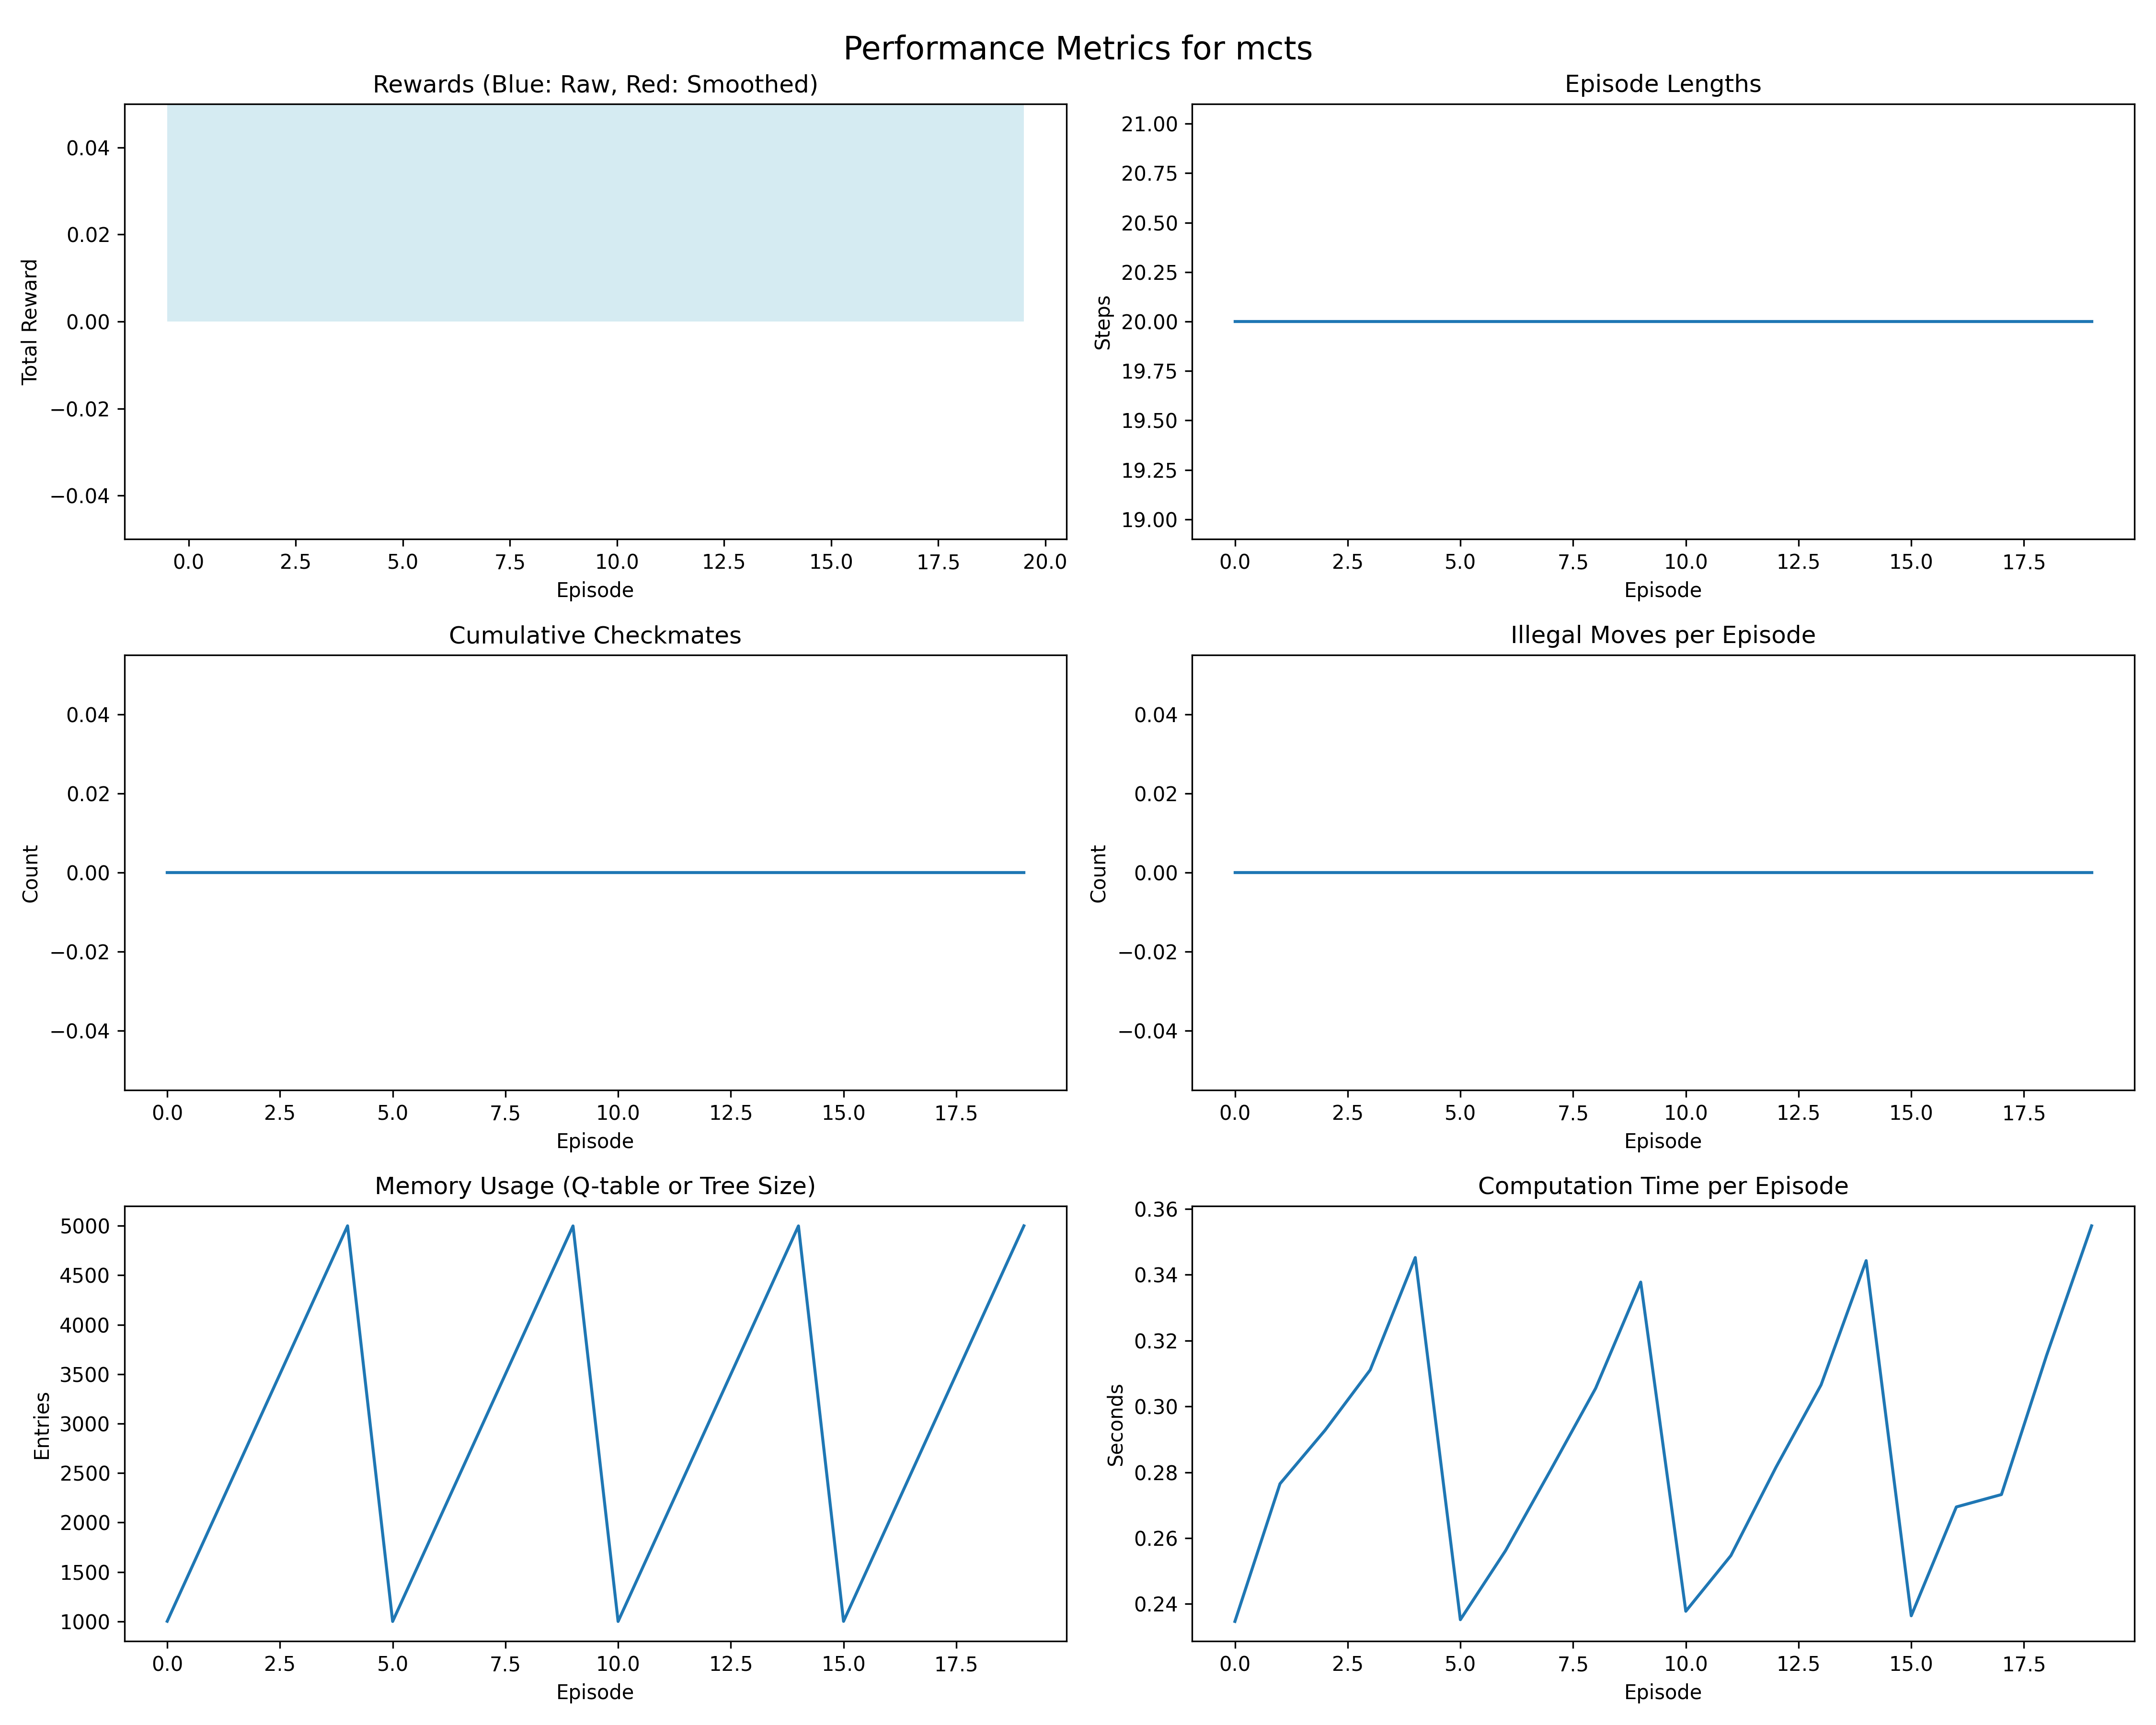 Performance Metrics for mcts
Rewards (Blue: Raw, Red: Smoothed)
0.04
0.02
0.00
−0.02
−0.04
Total Reward
0.0 2.5 5.0 7.5 10.0 12.5 15.0 17.5 20.0
Episode
Episode Lengths
21.00
20.75
20.50
20.25
20.00
19.75
19.50
19.25
19.00
Steps
0.0 2.5 5.0 7.5 10.0 12.5 15.0 17.5
Episode
Cumulative Checkmates
0.04
0.02
0.00
−0.02
−0.04
Count
0.0 2.5 5.0 7.5 10.0 12.5 15.0 17.5
Episode
Illegal Moves per Episode
0.04
0.02
0.00
−0.02
−0.04
Count
0.0 2.5 5.0 7.5 10.0 12.5 15.0 17.5
Episode
Memory Usage (Q-table or Tree Size)
5000
4500
4000
3500
3000
2500
2000
1500
1000
Entries
0.0 2.5 5.0 7.5 10.0 12.5 15.0 17.5
Episode
Computation Time per Episode
0.36
0.34
0.32
0.30
0.28
0.26
0.24
Seconds
0.0 2.5 5.0 7.5 10.0 12.5 15.0 17.5
Episode